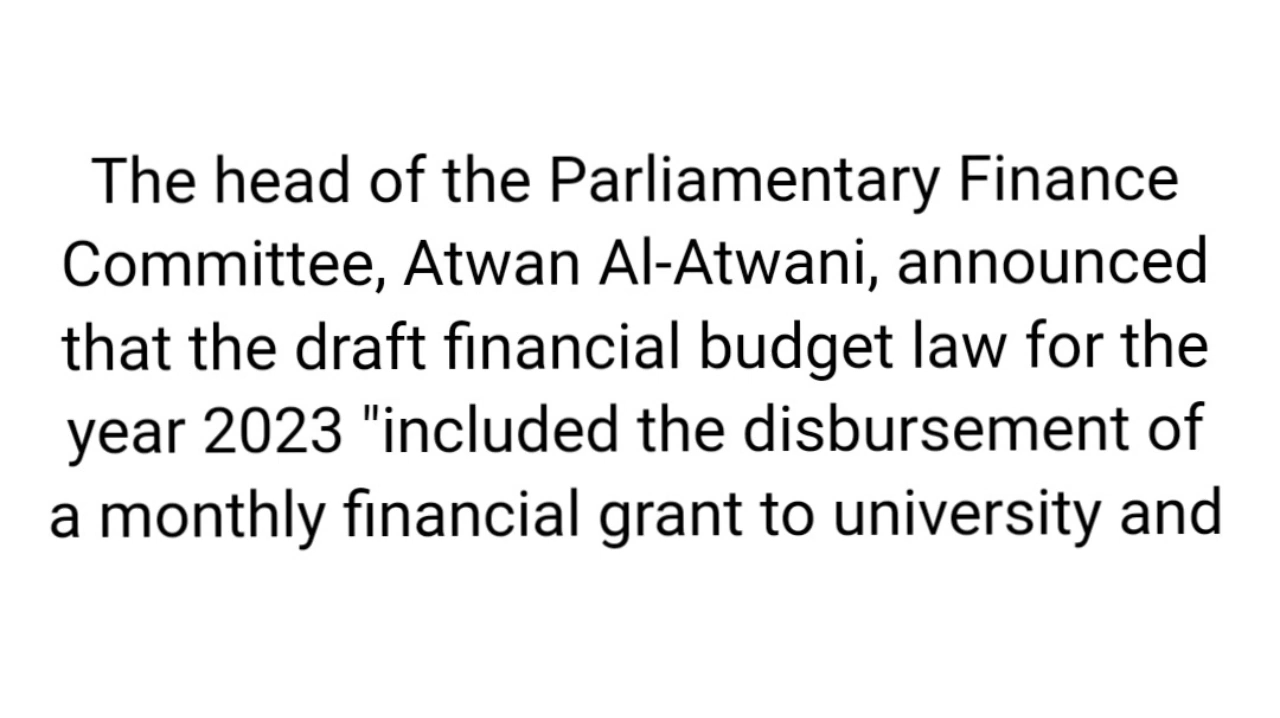 The head of the Parliamentary Finance
Committee, Atwan Al-Atwani, announced
that the draft financial budget law for the
year 2023 "included the disbursement of
a monthly financial grant to university and